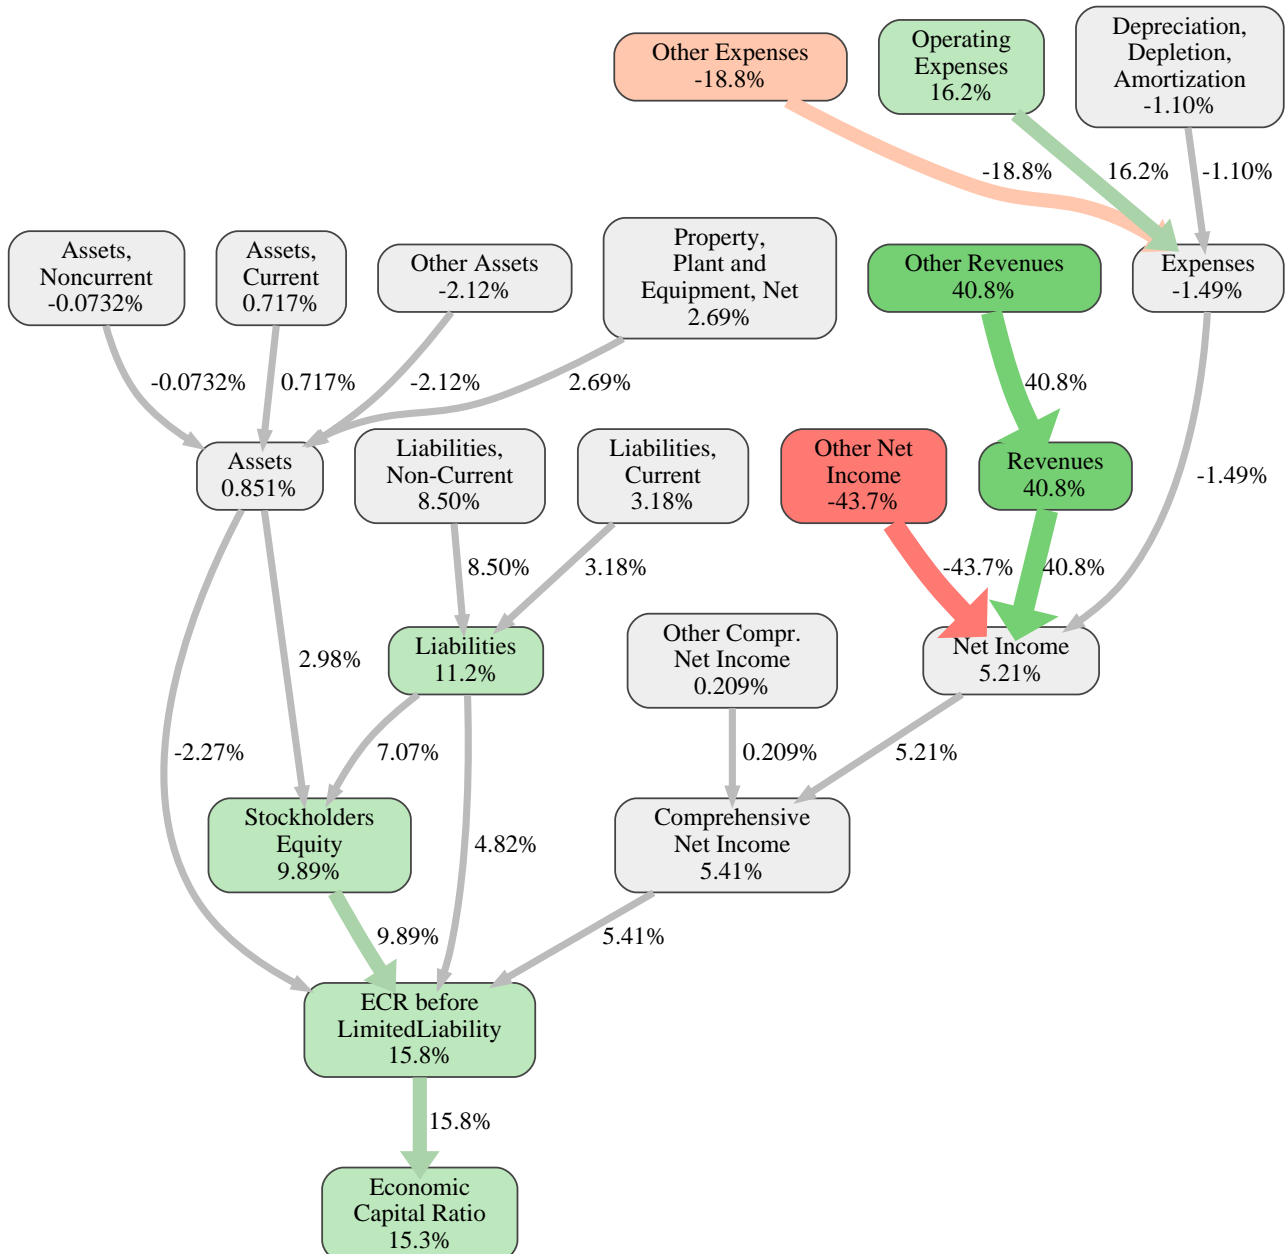 Other Expenses
-18.8%
Operating
Expenses
16.2%
Depreciation,
Depletion,
Amortization
-1.10%
-18.8%
16.2%
-1.10%
Assets,
Noncurrent
-0.0732%
Assets,
Current
0.717%
Other Assets
-2.12%
Property,
Plant and
Equipment, Net
2.69%
Other Revenues
40.8%
Expenses
-1.49%
-0.0732%
0.717%
-2.12%
2.69%
40.8%
Assets
0.851%
Liabilities,
Non-Current
8.50%
Liabilities,
Current
3.18%
Other Net
Income
-43.7%
Revenues
40.8%
-1.49%
8.50%
3.18%
-43.7%
40.8%
Liabilities
11.2%
Other Compr.
Net Income
0.209%
Net Income
5.21%
2.98%
-2.27%
7.07%
0.209%
5.21%
Stockholders
Equity
9.89%
4.82%
Comprehensive
Net Income
5.41%
9.89%
5.41%
ECR before
LimitedLiability
15.8%
15.8%
Economic
Capital Ratio
15.3%